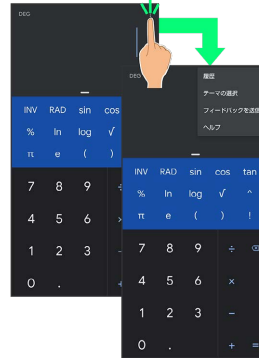 DEG
INV RAD sin cos
% ln log √
π e ( )
7 8 9 ÷
4 5 6 ×
1 2 3
0 .
DEG
履歴
テーマの選択
フィードバックを送信
ヘルプ
INV RAD sin cos tan
% ln log √ ^
π e ( ) !
7 8 9 ÷
4 5 6 ×
1 2 3 −
0 . + =